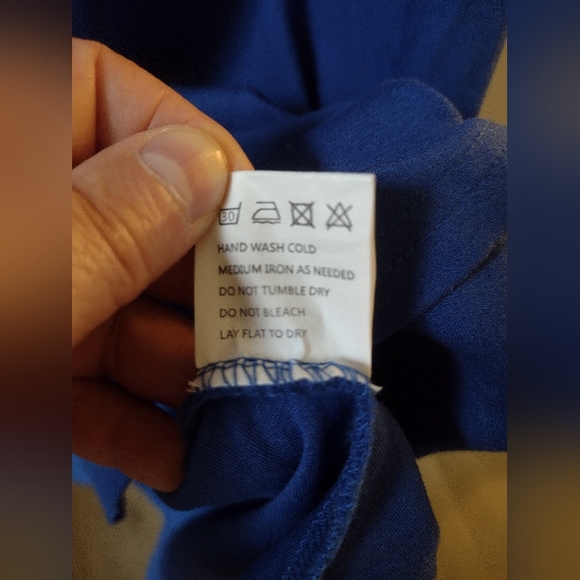 30
HAND WASH COLD
MEDIUM IRON AS NEEDED
DO NOT TUMBLE DRY
DO NOT BLEACH
LAY FLAT TO DRY